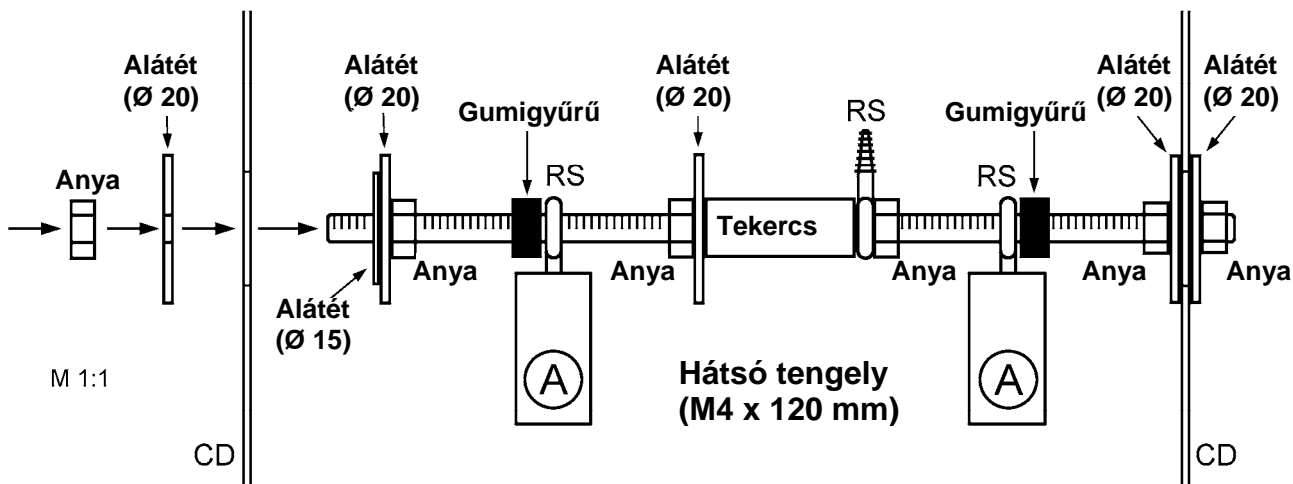 Alátét
(Ø 20)
Alátét
(Ø 20)
Alátét
(Ø 20)
Alátét
(Ø 20)
Alátét
(Ø 20)
Gumigyűrű
RS
Gumigyűrű
Anya
RS
RS
Tekercs
Anya
Anya
Anya
Anya
Anya
Alátét
(Ø 15)
M 1:1
A
Hátsó tengely
(M4 x 120 mm)
A
CD
CD